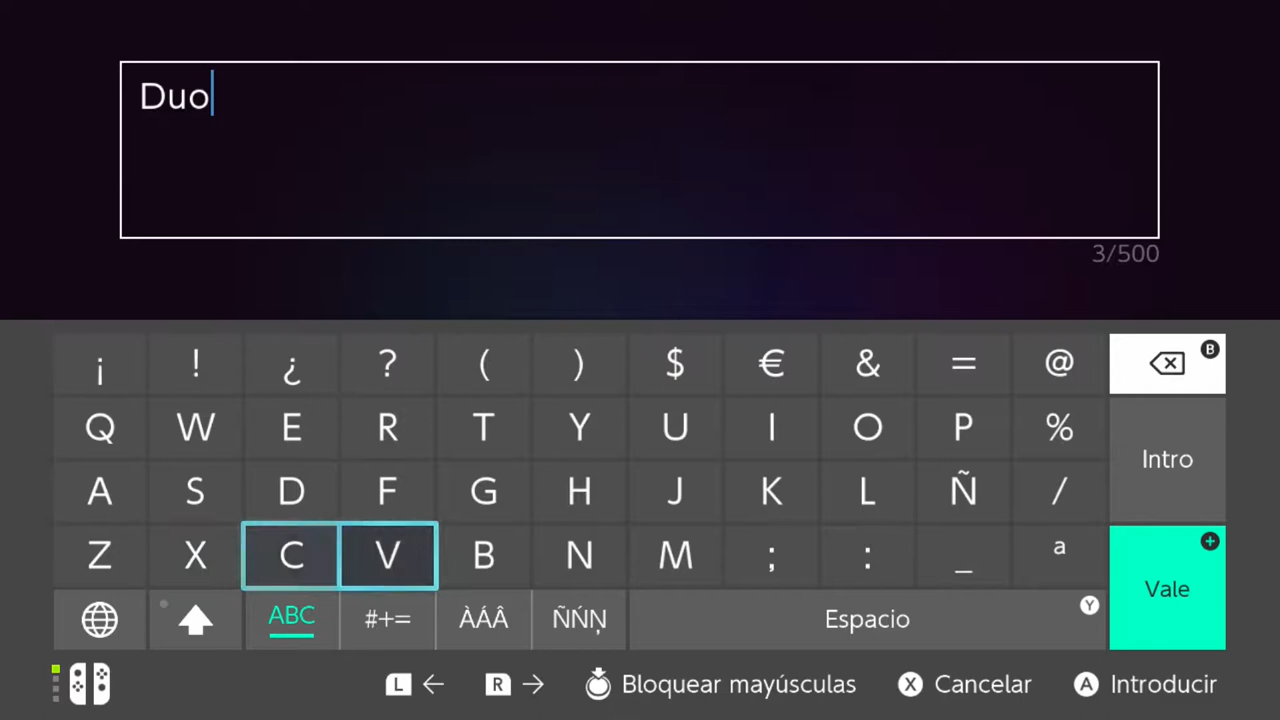 Duo
3/500
¡ ! ¿ ? ( ) $ € & = @ B
Q W E R T Y U I O P % Intro
A S D F G H J K L Ñ /
Z X C V B N M ; : _ ª + Vale
ABC #+= ÀÁÂ ÑŃŅ Espacio Y
L ← R → Bloquear mayúsculas X Cancelar A Introducir